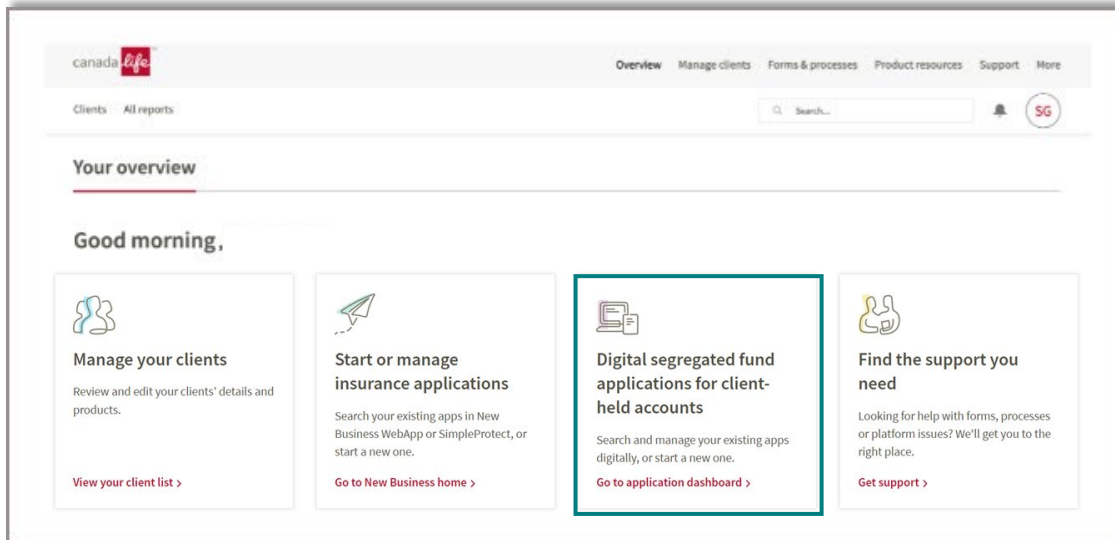 canada life
Overview Manage clients Forms & processes Product resources Support More
Clients All reports
Search...
SG
Your overview
Good morning,
Manage your clients
Review and edit your clients' details and
products.
View your client list >
Start or manage
insurance applications
Search your existing apps in New
Business WebApp or SimpleProtect, or
start a new one.
Go to New Business home >
Digital segregated fund
applications for client-
held accounts
Search and manage your existing apps
digitally, or start a new one.
Go to application dashboard >
Find the support you
need
Looking for help with forms, processes
or platform issues? We'll get you to the
right place.
Get support >